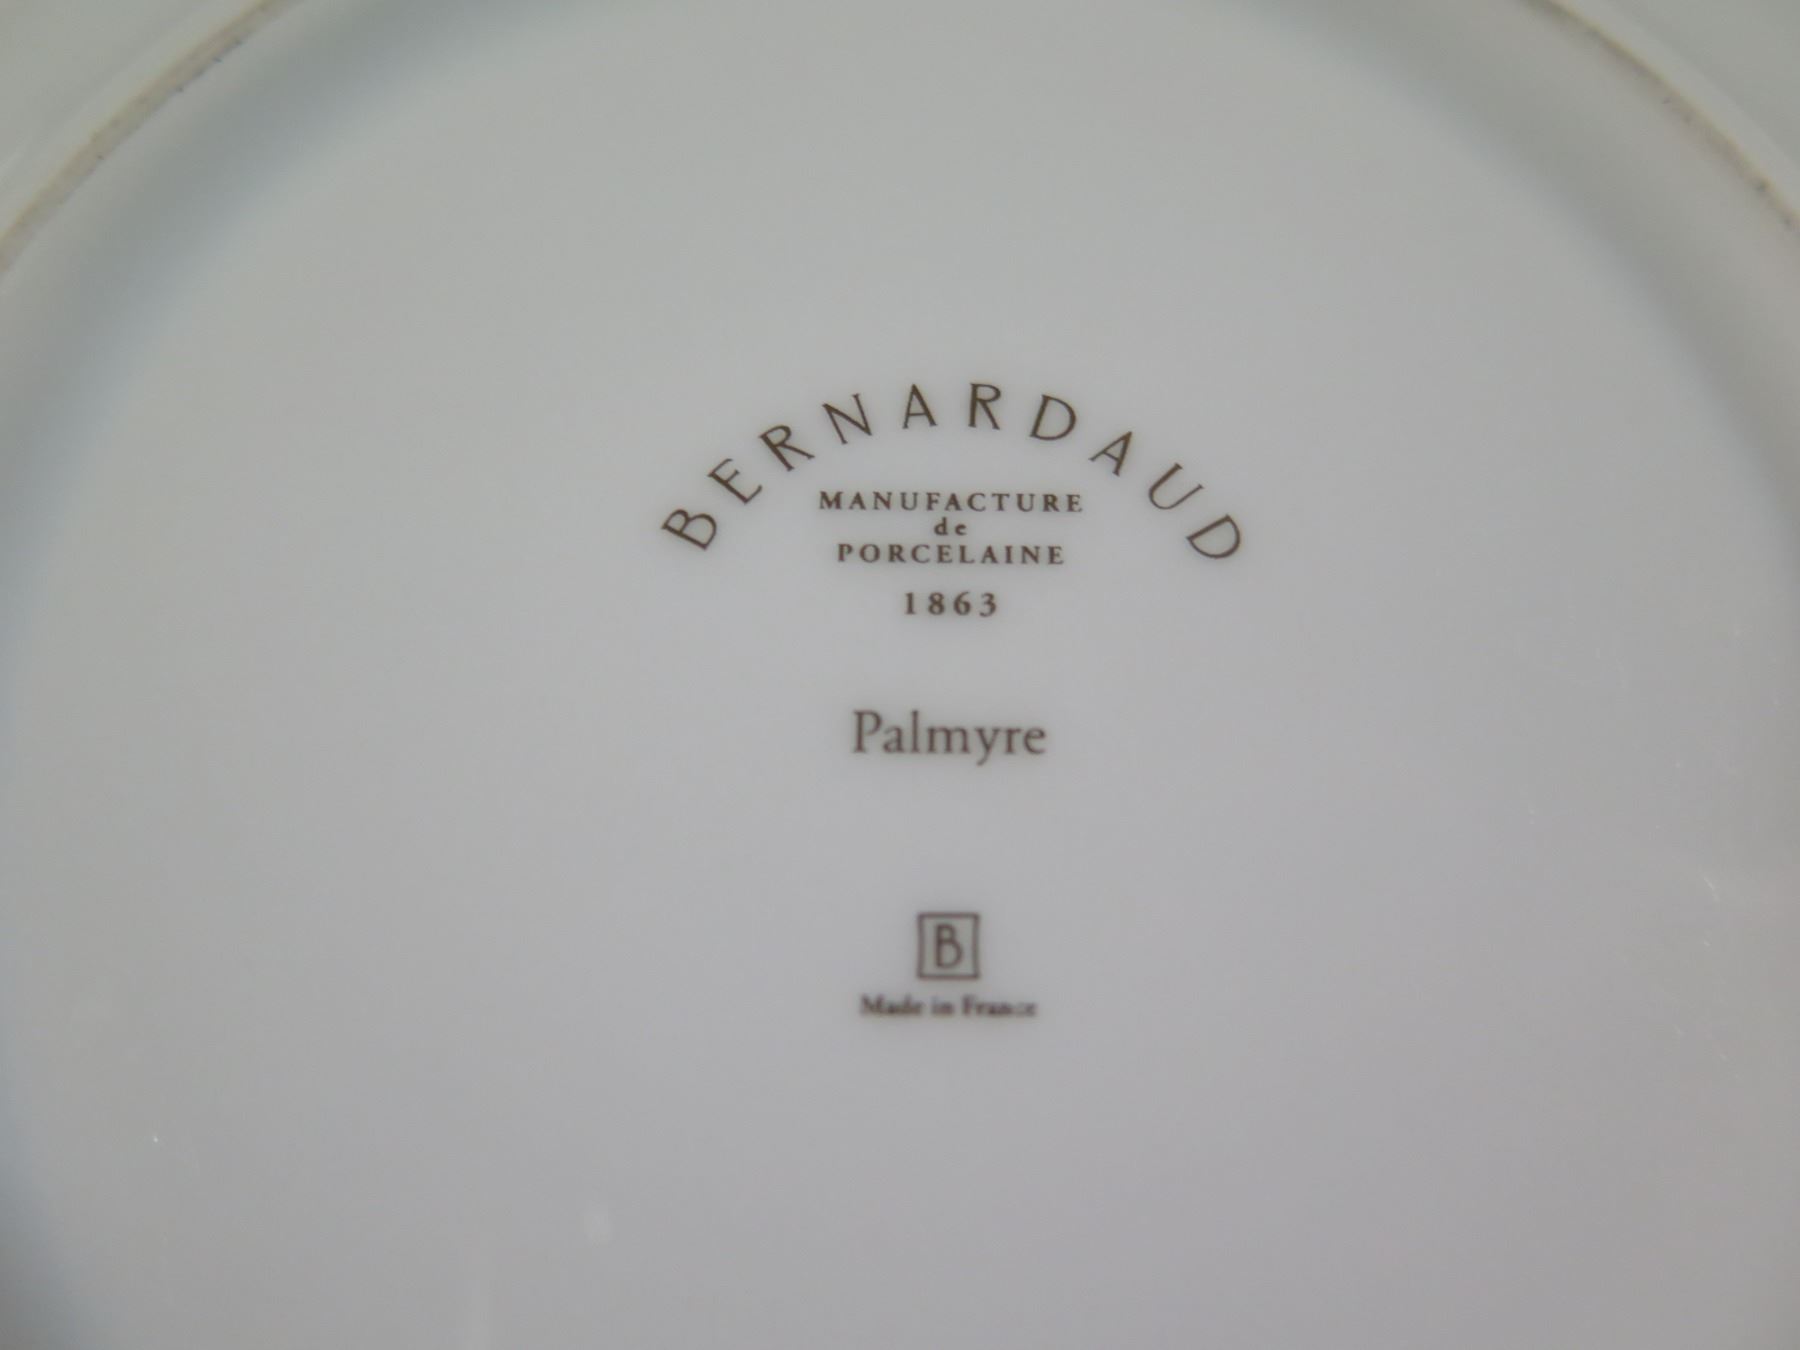 BERNARDAUD
MANUFACTURE
de
PORCELAINE
1863
Palmyre
B
Made in France